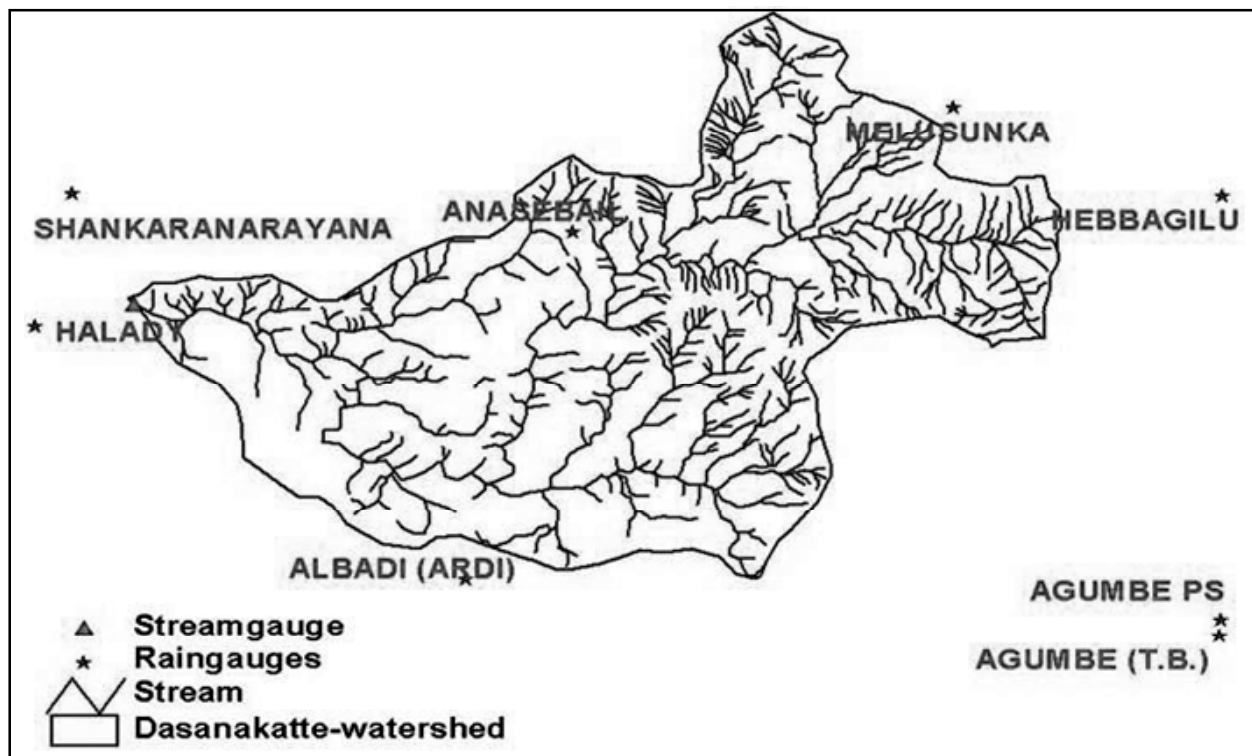 MELUSUNKA
SHANKARANARAYANA
HEBBAGILU
HALADY
ALBADI (ARDI)
AGUMBE PS
AGUMBE (T.B.)
Streamgauge
Raingauges
Stream
Dasanakatte-watershed